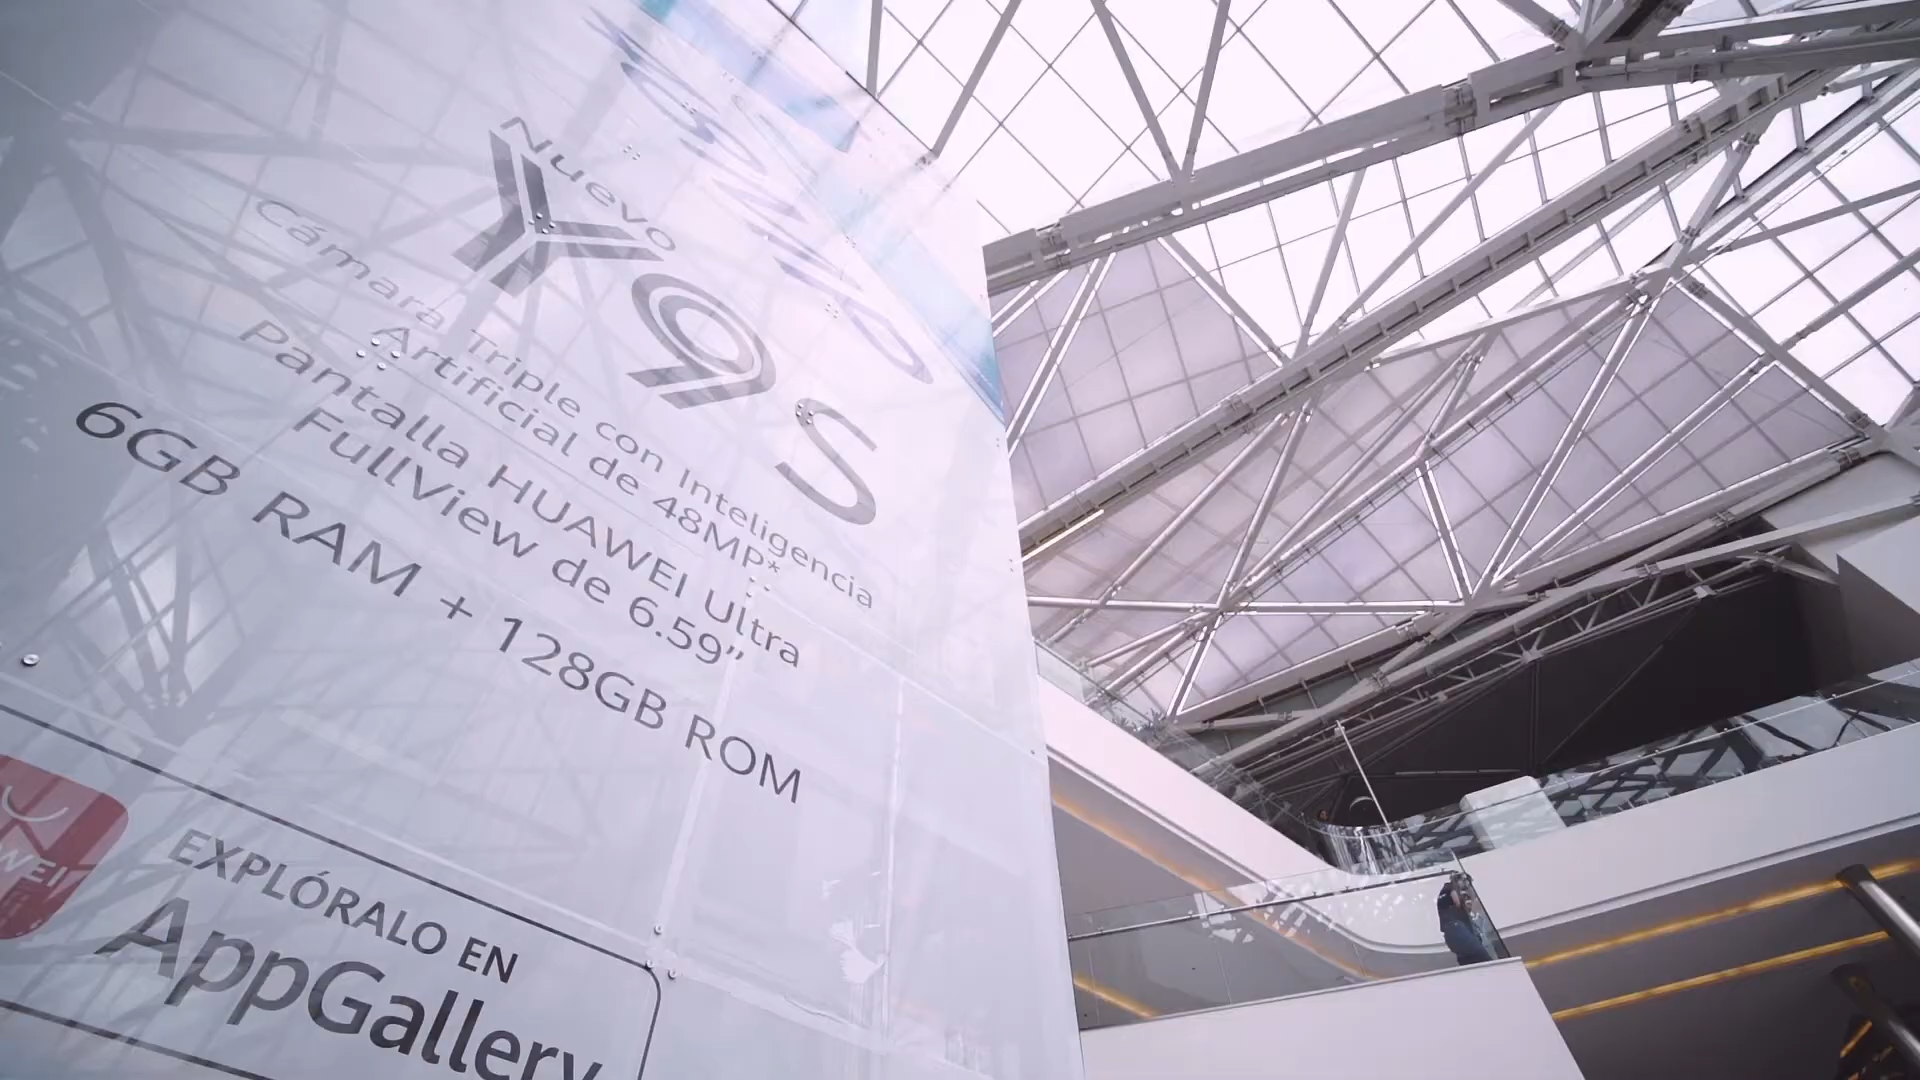 Nuevo
Y9s
Cámara Triple con Inteligencia
Artificial de 48MP*
Pantalla HUAWEI Ultra
FullView de 6.59”
6GB RAM + 128GB ROM
EXPLÓRALO EN
AppGallery